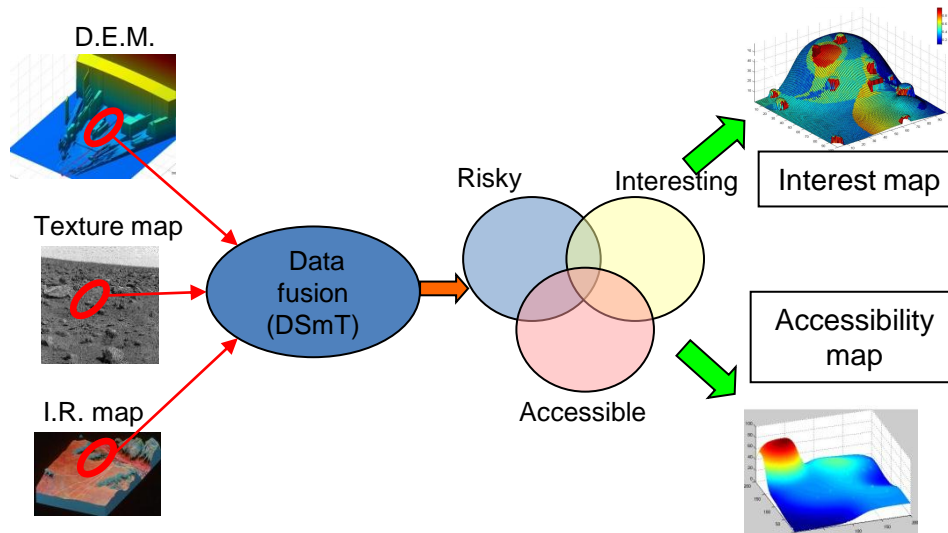 D.E.M.
Texture map
I.R. map
Data
fusion
(DSmT)
Risky
Interesting
Accessible
Interest map
Accessibility
map